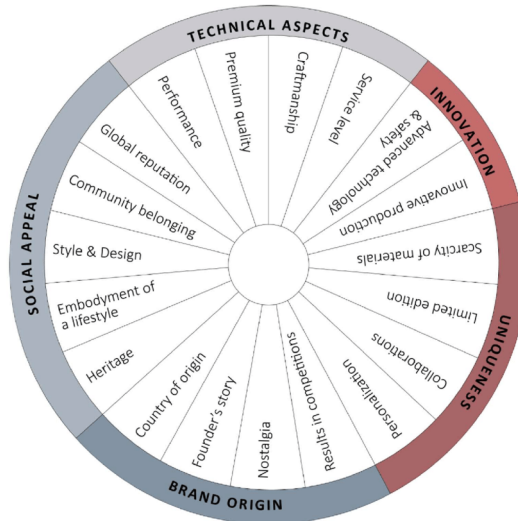 TECHNICAL ASPECTS
Performance
Premium quality
Craftmanship
Service level
INNOVATION
Advanced technology
& safety
Innovative production
UNIQUENESS
Scarcity of materials
Limited edition
Collaborations
Personalization
BRAND ORIGIN
Results in competitions
Nostalgia
Founder's story
Country of origin
SOCIAL APPEAL
Heritage
Embodyment of
a lifestyle
Style & Design
Community belonging
Global reputation